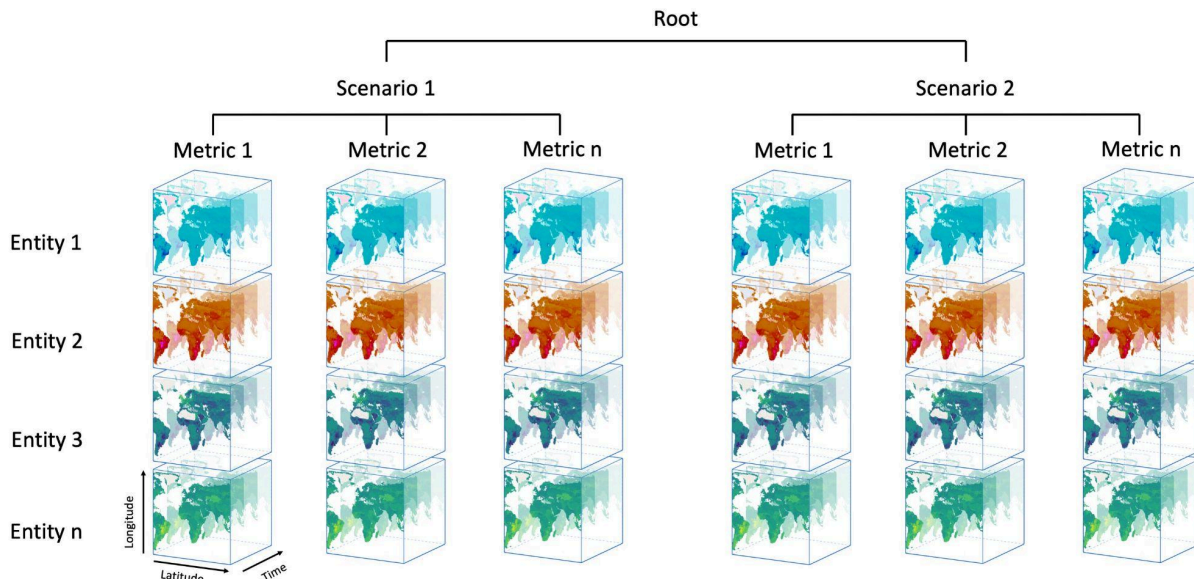 Root
Scenario 1
Scenario 2
Metric 1
Metric 2
Metric n
Metric 1
Metric 2
Metric n
Entity 1
Entity 2
Entity 3
Entity n
Longitude
Latitude
Time